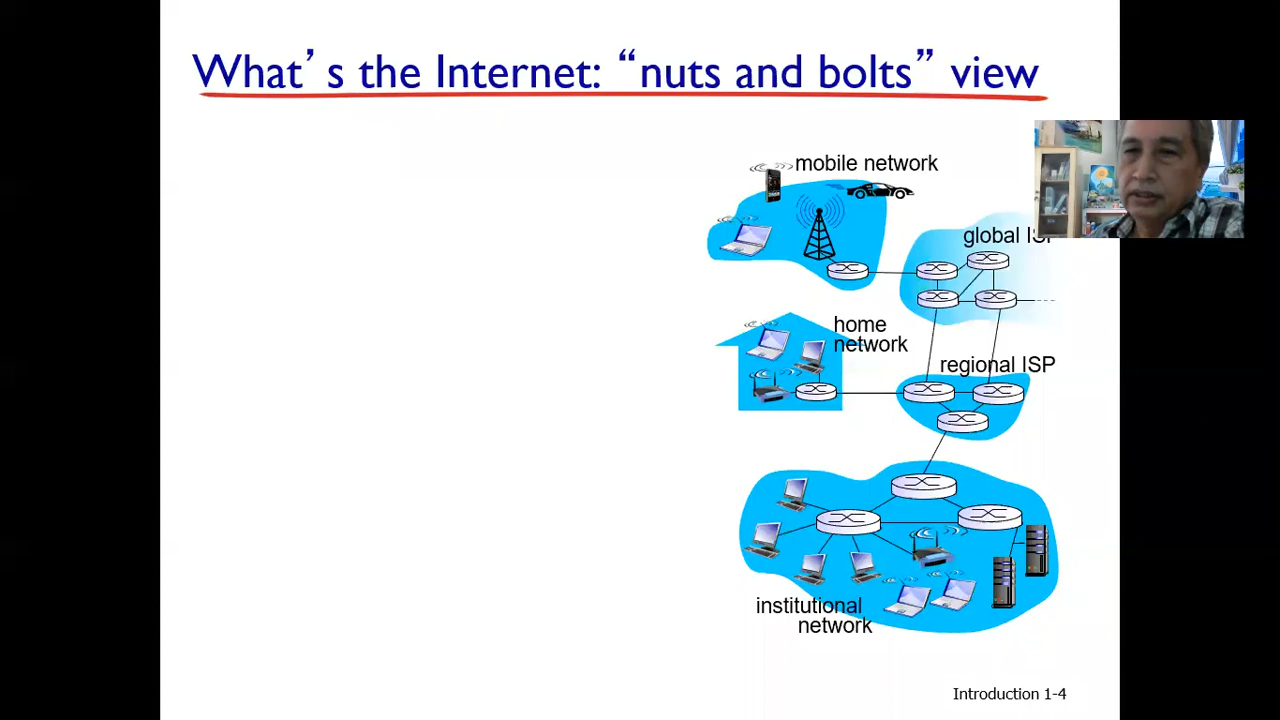 What’s the Internet: “nuts and bolts” view
mobile network
global ISP
home
network
regional ISP
institutional
network
Introduction 1-4